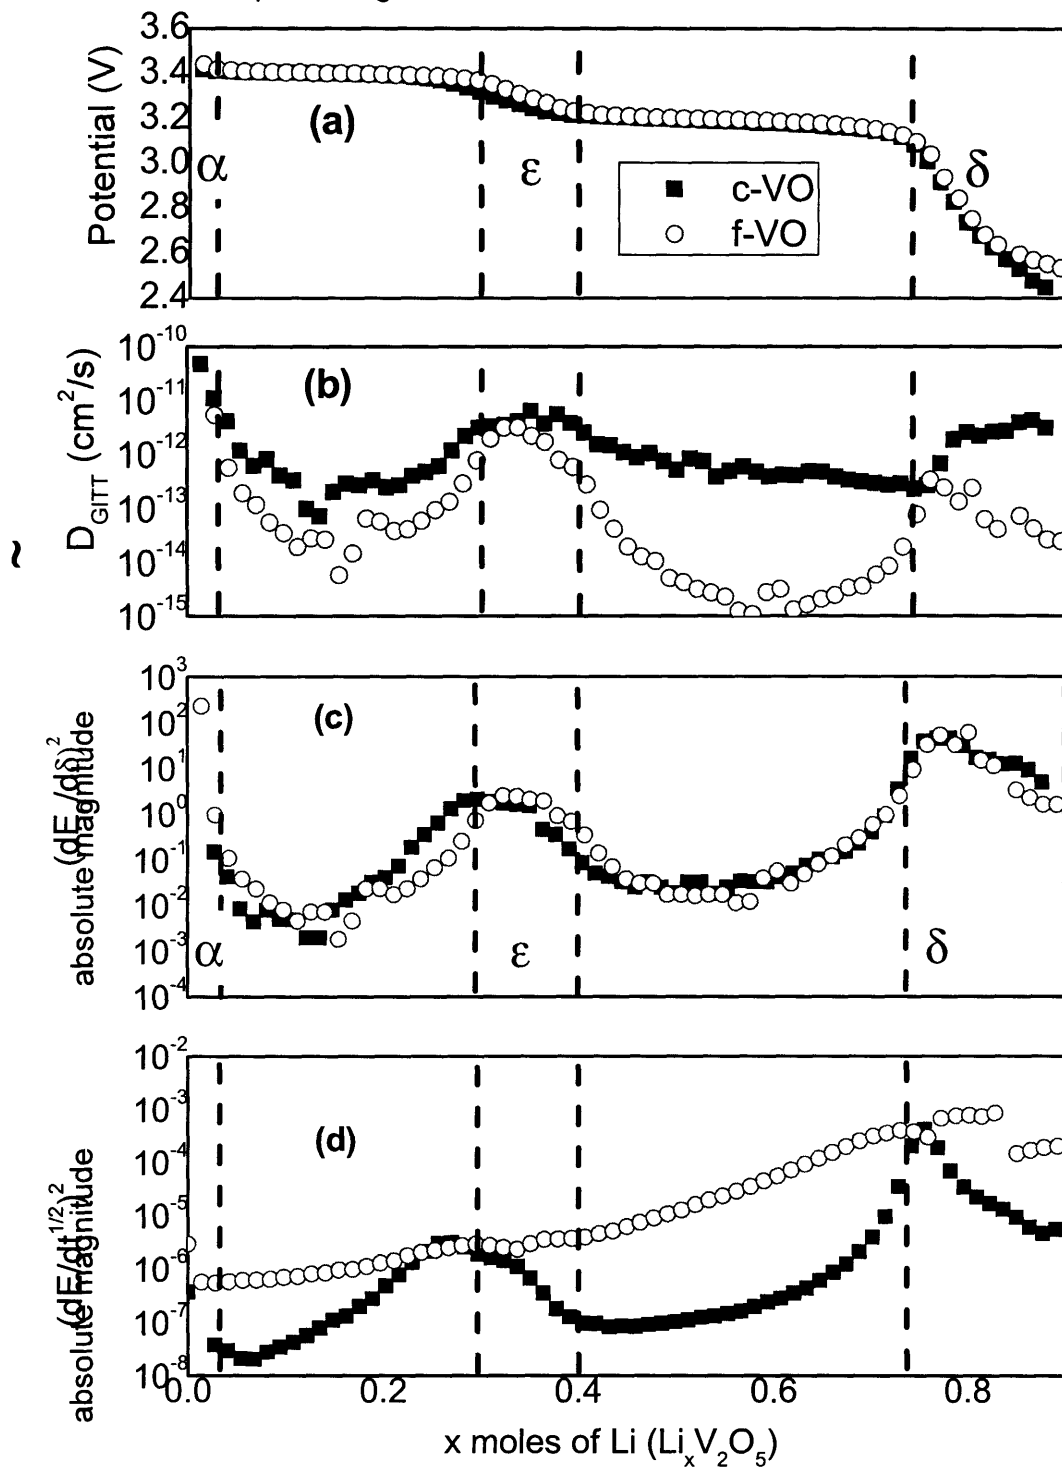 3.6
3.4
3.2
3.0
2.8
2.6
2.4
Potential (V)
(a)
α
ε
δ
c-VO
f-VO
10-10
10-11
10-12
10-13
10-14
10-15
~
DGITT (cm2/s)
(b)
103
102
101
100
10-1
10-2
10-3
10-4
(dE/dδ)2
absolute magnitude
(c)
α
ε
δ
10-2
10-3
10-4
10-5
10-6
10-7
10-8
(dE/dt1/2)2
absolute magnitude
(d)
0.0
0.2
0.4
0.6
0.8
x moles of Li (LixV2O5)